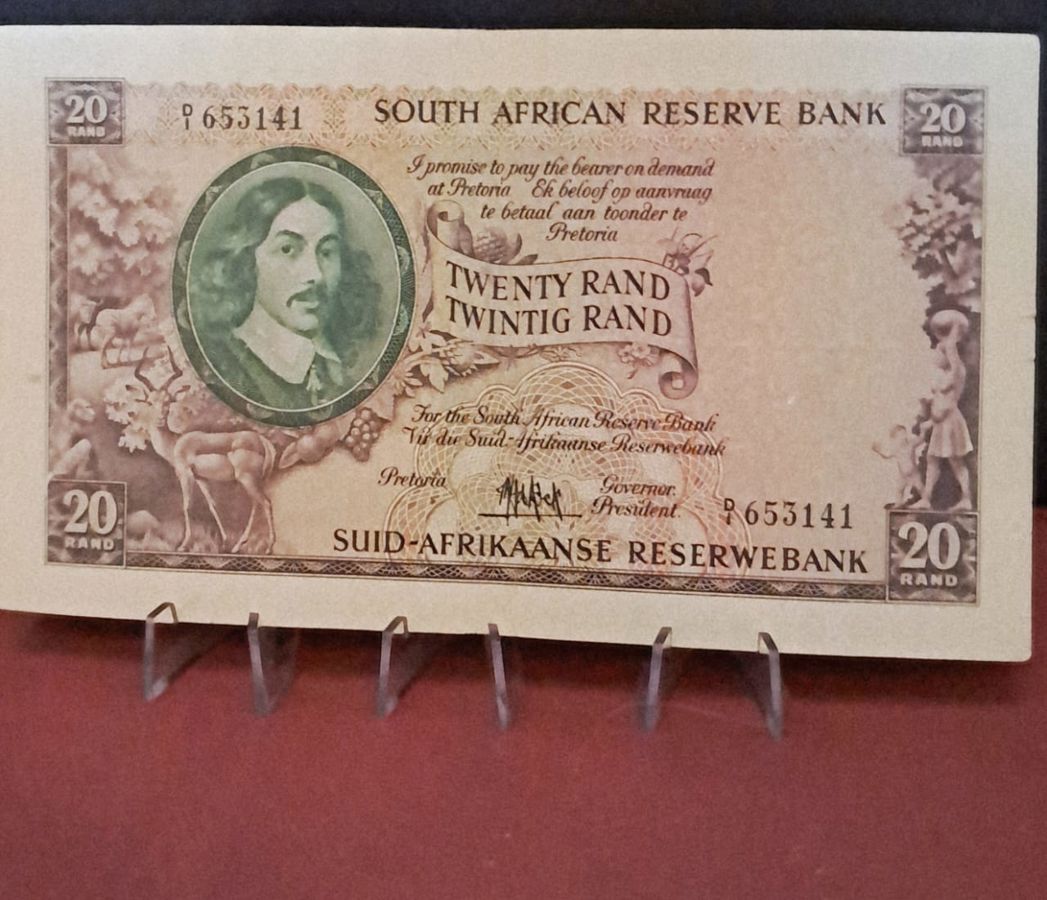 20 RAND
D/1 653141
SOUTH AFRICAN RESERVE BANK
20 RAND
I promise to pay the bearer on demand
at Pretoria Ek beloof op aanvraag
te betaal aan toonder te
Pretoria
TWENTY RAND
TWINTIG RAND
For the South African Reserve Bank
Vir die Suid-Afrikaanse Reserwebank
Pretoria
Governor.
President.
D/1 653141
20 RAND
SUID-AFRIKAANSE RESERWEBANK
20 RAND